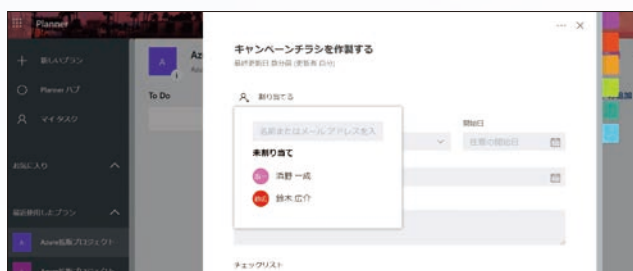 Planner
新しいプラン
Planner ハブ
マイ タスク
お気に入り
最近使用したプラン
Azure拡販プロジェクト
Az
To Do
キャンペーンチラシを作製する
最終更新日 数分前 (更新者 自分)
割り当てる
名前またはメール アドレスを入
未割り当て
浜野 一成
鈴木 広介
開始日
任意の開始日
チェックリスト